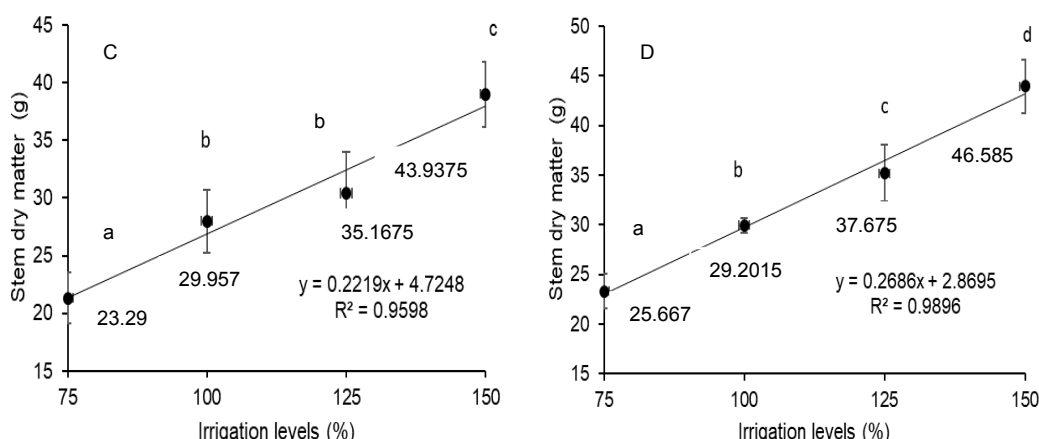 C
Stem dry matter (g)
45
40
35
30
25
20
15
a
b
b
c
23.29
29.957
35.1675
43.9375
y = 0.2219x + 4.7248
R² = 0.9598
75
100
125
150
Irrigation levels (%)
D
Stem dry matter (g)
50
45
40
35
30
25
20
15
a
b
c
d
25.667
29.2015
37.675
46.585
y = 0.2686x + 2.8695
R² = 0.9896
75
100
125
150
Irrigation levels (%)